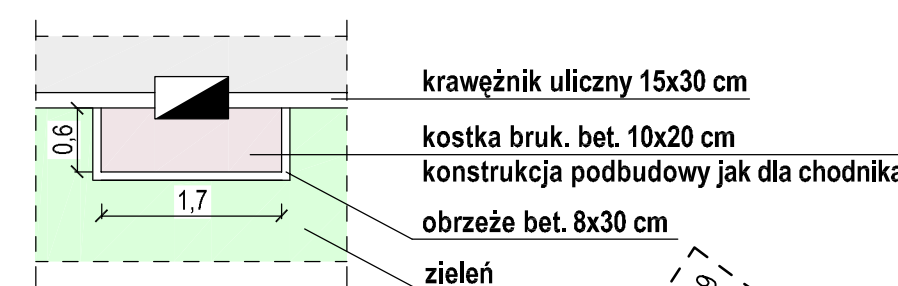 krawężnik uliczny 15x30 cm
kostka bruk. bet. 10x20 cm
konstrukcja podbudowy jak dla chodnika
0,6
1,7
obrzeże bet. 8x30 cm
zieleń